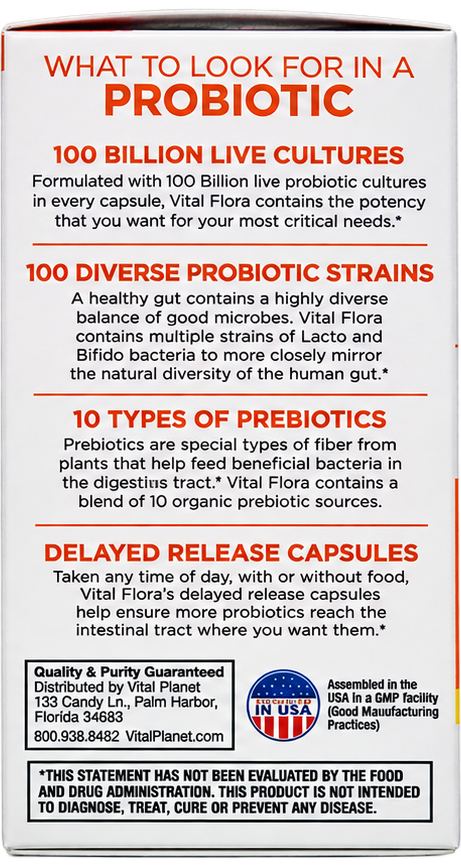 WHAT TO LOOK FOR IN A
PROBIOTIC
100 BILLION LIVE CULTURES
Formulated with 100 Billion live probiotic cultures
in every capsule, Vital Flora contains the potency
that you want for your most critical needs.*
100 DIVERSE PROBIOTIC STRAINS
A healthy gut contains a highly diverse
balance of good microbes. Vital Flora
contains multiple strains of Lacto and
Bifido bacteria to more closely mirror
the natural diversity of the human gut.*
10 TYPES OF PREBIOTICS
Prebiotics are special types of fiber from
plants that help feed beneficial bacteria in
the tract.* Vital Flora contains a
blend of 10 organic prebiotic sources.
DELAYED RELEASE CAPSULES
Taken any time of day, with or without food,
Vital Flora's delayed release capsules
help ensure more probiotics reach the
intestinal tract where you want them.*
Quality & Purity Guaranteed
Distributed by Vital Planet
133 Candy Ln., Palm Harbor,
Florida 34683
800.938.8482 VitalPlanet.com
IN USA
Assembled in the
USA in a GMP facility
(Good Maufacturing
Practices)
*THIS STATEMENT HAS NOT BEEN EVALUATED BY THE FOOD
AND DRUG ADMINISTRATION. THIS PRODUCT IS NOT INTENDED
TO DIAGNOSE, TREAT, CURE OR PREVENT ANY DISEASE.